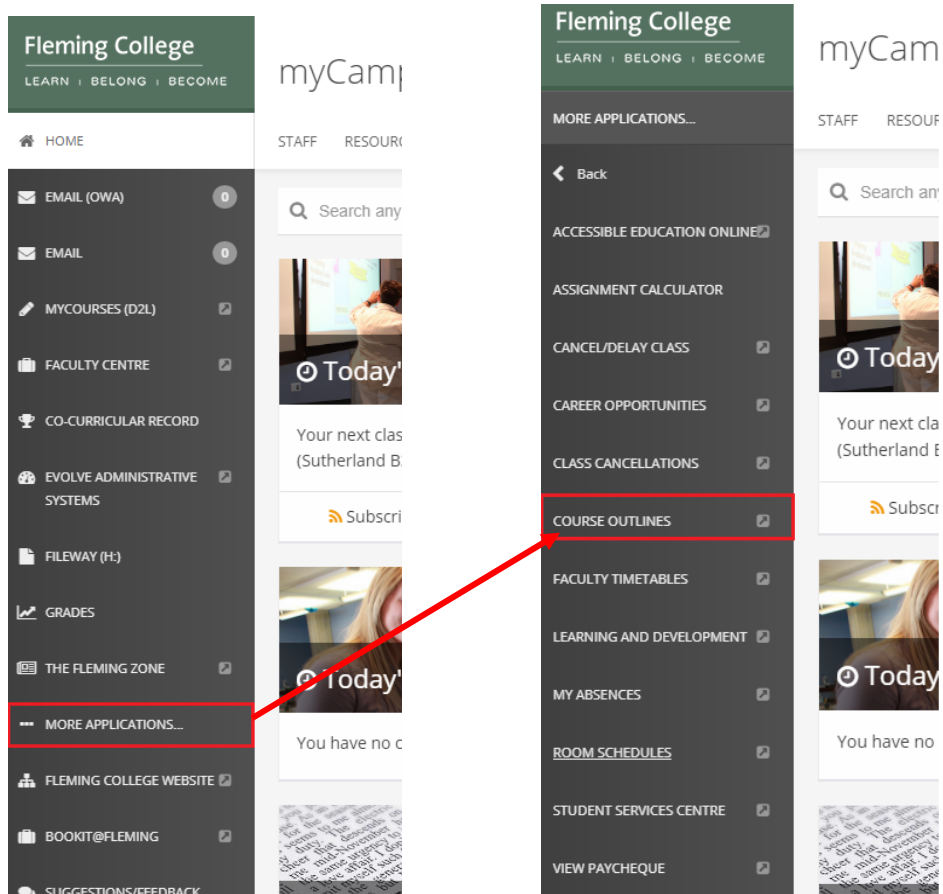 Fleming College
LEARN | BELONG | BECOME
HOME
EMAIL (OWA) 0
EMAIL 0
MYCOURSES (D2L)
FACULTY CENTRE
CO-CURRICULAR RECORD
EVOLVE ADMINISTRATIVE
SYSTEMS
FILEWAY (H:)
GRADES
THE FLEMING ZONE
MORE APPLICATIONS...
FLEMING COLLEGE WEBSITE
BOOKIT@FLEMING
SUGGESTIONS/FEEDBACK
myCam
STAFF RESOUR
Search any
Today'
Your next clas
(Sutherland B
Subscri
Today'
You have no c
Fleming College
LEARN | BELONG | BECOME
MORE APPLICATIONS...
Back
ACCESSIBLE EDUCATION ONLINE
ASSIGNMENT CALCULATOR
CANCEL/DELAY CLASS
CAREER OPPORTUNITIES
CLASS CANCELLATIONS
COURSE OUTLINES
FACULTY TIMETABLES
LEARNING AND DEVELOPMENT
MY ABSENCES
ROOM SCHEDULES
STUDENT SERVICES CENTRE
VIEW PAYCHEQUE
myCam
STAFF RESOUR
Search an
Today
Your next cla
(Sutherland
Subscr
Today
You have no